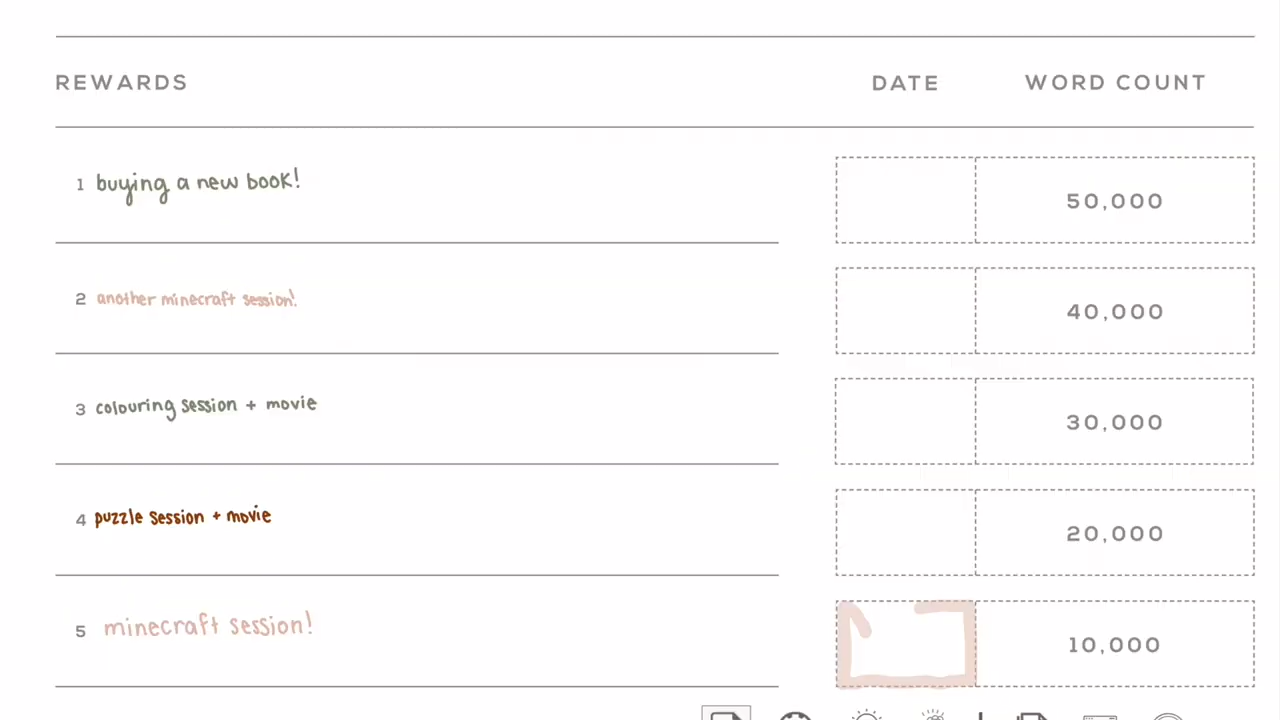 REWARDS DATE WORD COUNT
1 buying a new book! 50,000
2 another minecraft session! 40,000
3 colouring session + movie 30,000
4 puzzle session + movie 20,000
5 minecraft session! 10,000